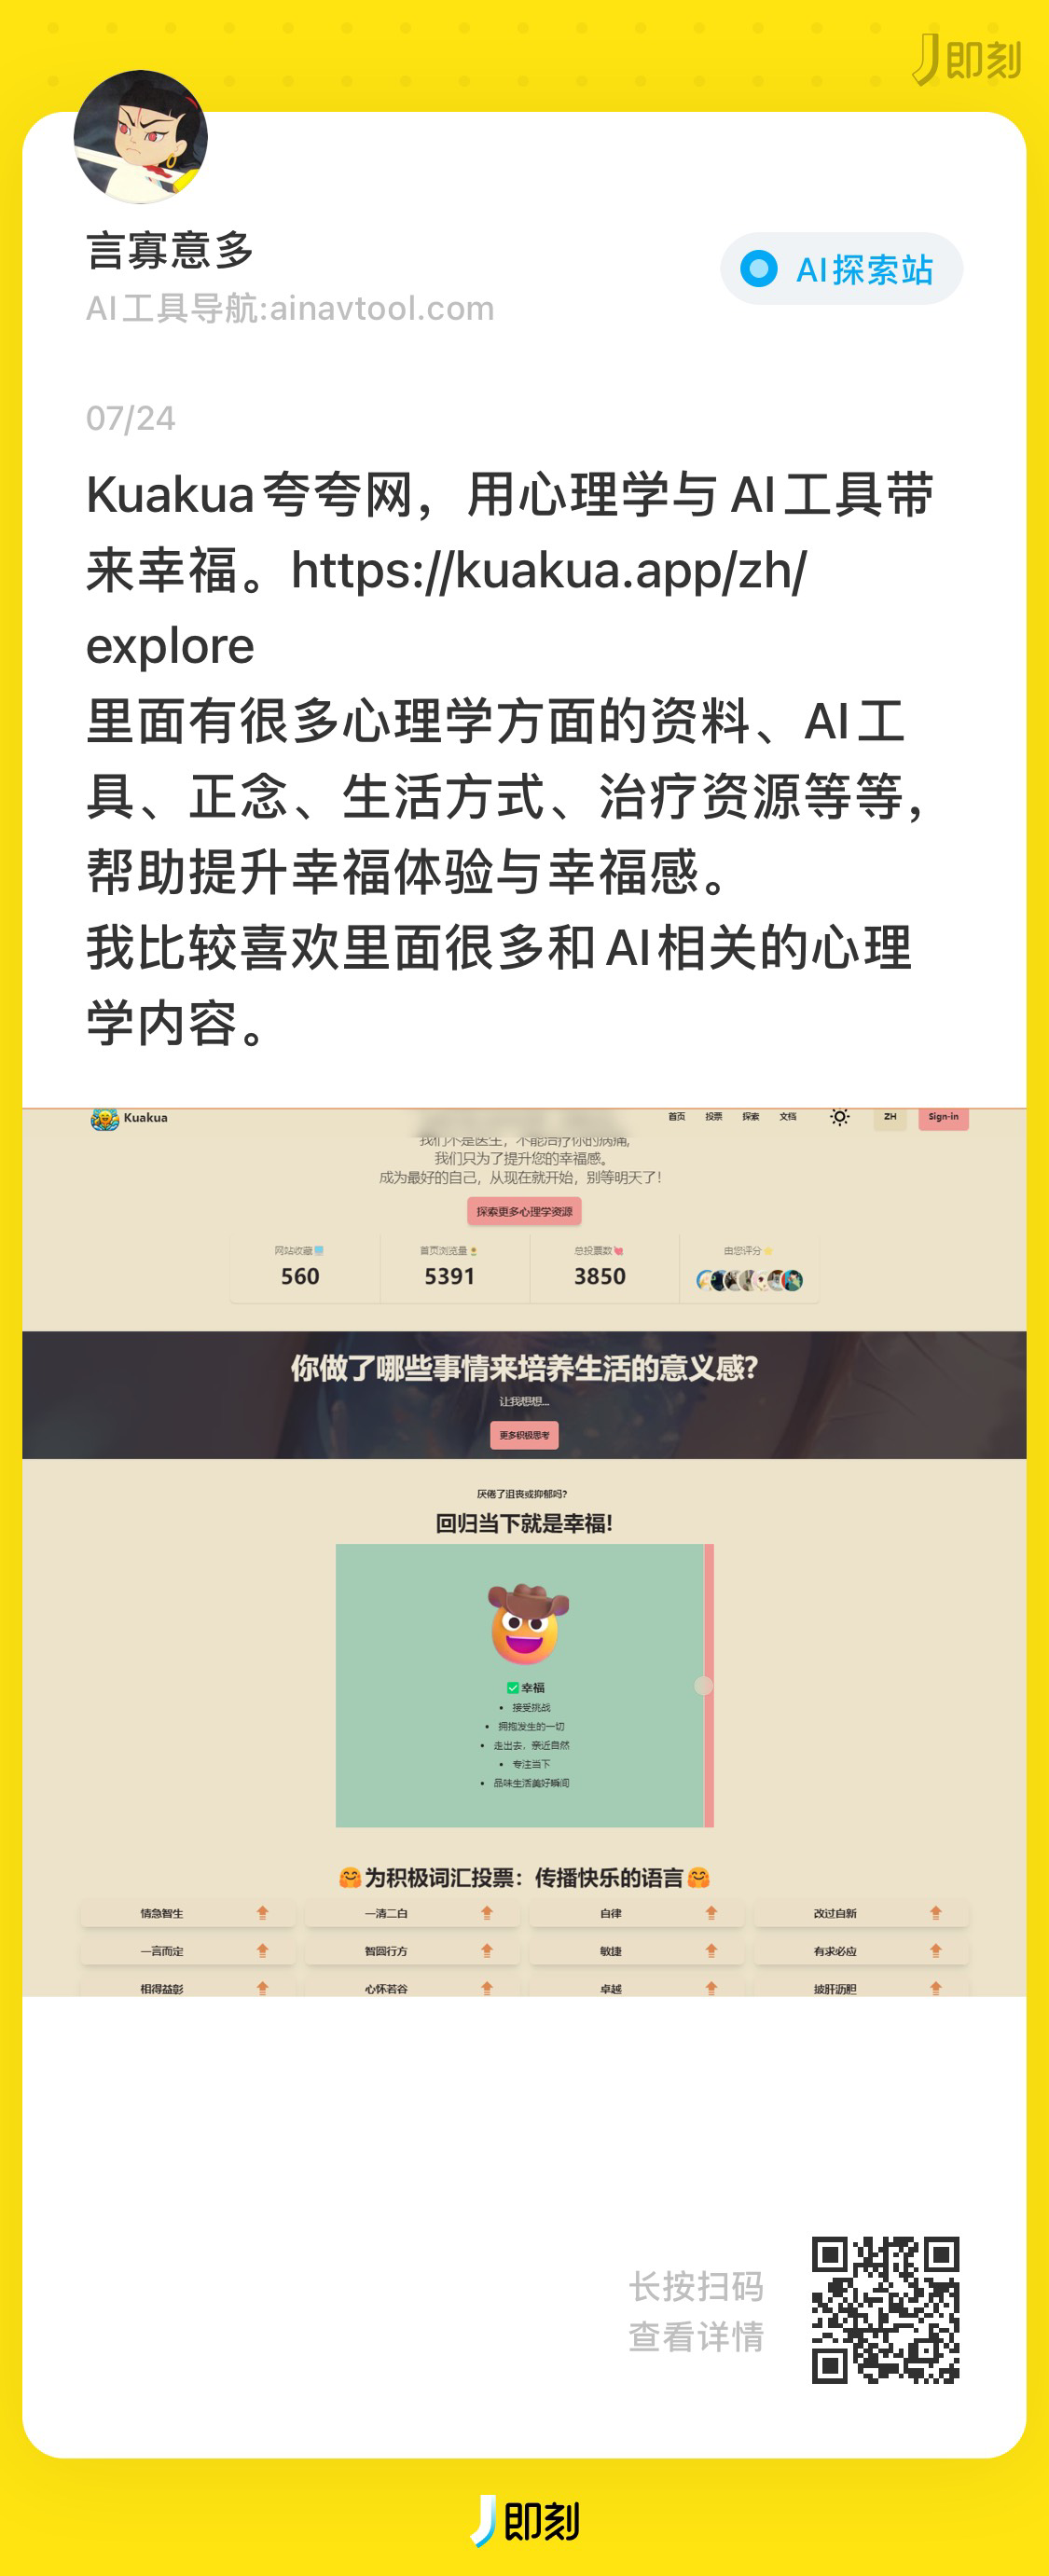 即刻
言寡意多
AI探索站
AI工具导航:ainavtool.com
07/24
Kuakua夸夸网，用心理学与AI工具带
来幸福。https://kuakua.app/zh/
explore
里面有很多心理学方面的资料、AI工
具、正念、生活方式、治疗资源等等，
帮助提升幸福体验与幸福感。
我比较喜欢里面很多和AI相关的心理
学内容。
Kuakua
首页 投票 探索 文档 ZH Sign-in
我们不是医生，不能治疗你的病痛，
我们只为了提升您的幸福感。
成为最好的自己，从现在就开始，别等明天了！
探索更多心理学资源
网站收藏 首页浏览量 总投票数 由您评分
560 5391 3850
你做了哪些事情来培养生活的意义感?
让我想想...
更多积极思考
厌倦了沮丧或抑郁吗?
回归当下就是幸福!
✅ 幸福
• 接受挑战
• 拥抱发生的一切
• 走出去，亲近自然
• 专注当下
• 品味生活美好瞬间
🤗为积极词汇投票：传播快乐的语言🤗
情急智生 一清二白 自律 改过自新
一言而定 智圆行方 敏捷 有求必应
相得益彰 心怀若谷 卓越 披肝沥胆
长按扫码
查看详情
即刻